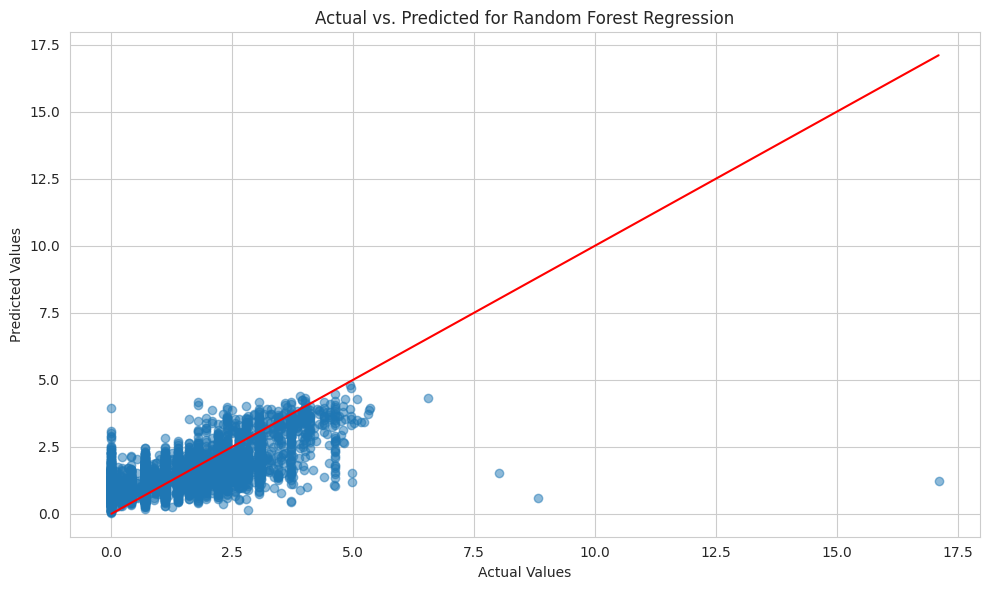 Actual vs. Predicted for Random Forest Regression
17.5
15.0
12.5
10.0
7.5
5.0
2.5
0.0
Predicted Values
0.0 2.5 5.0 7.5 10.0 12.5 15.0 17.5
Actual Values